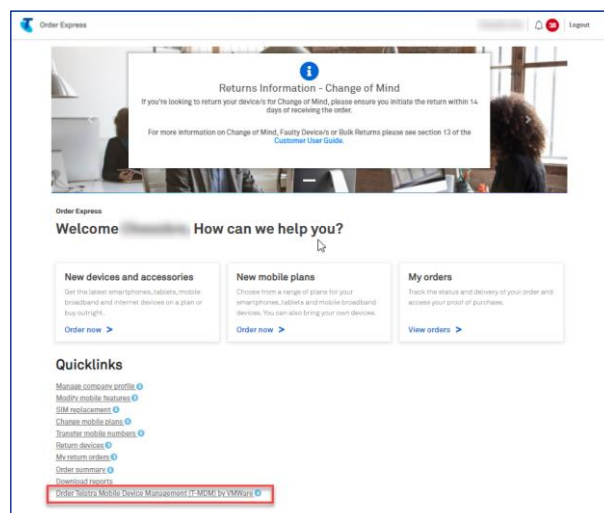 Order Express
38
Logout
Returns Information - Change of Mind
If you're looking to return your device/s for Change of Mind, please ensure you initiate the return within 14
days of receiving the order.
For more information on Change of Mind, Faulty Device/s or Bulk Returns please see section 13 of the
Customer User Guide.
Order Express
Welcome How can we help you?
New devices and accessories
Get the latest smartphones, tablets, mobile
broadband and internet devices on a plan or
buy outright.
Order now >
New mobile plans
Choose from a range of plans for your
smartphones, tablets and mobile broadband
devices. You can also bring your own devices.
Order now >
My orders
Track the status and delivery of your order and
access your proof of purchase.
View orders >
Quicklinks
Manage company profile
Modify mobile features
SIM replacement
Change mobile plans
Transfer mobile numbers
Return devices
My return orders
Order summary
Download reports
Order Telstra Mobile Device Management (T-MDM) by VMWare